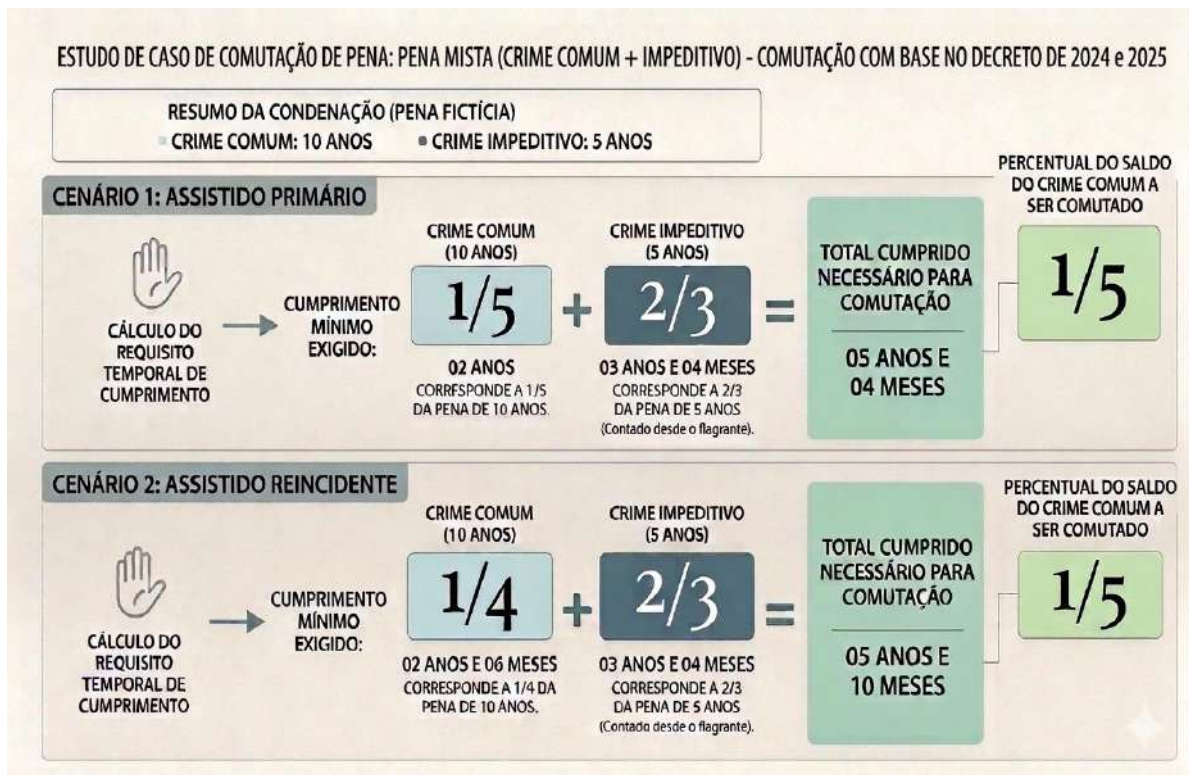 ESTUDO DE CASO DE COMUTAÇÃO DE PENA: PENA MISTA (CRIME COMUM + IMPEDITIVO) - COMUTAÇÃO COM BASE NO DECRETO DE 2024 e 2025
RESUMO DA CONDENAÇÃO (PENA FICTÍCIA)
CRIME COMUM: 10 ANOS • CRIME IMPEDITIVO: 5 ANOS
CENÁRIO 1: ASSISTIDO PRIMÁRIO
CÁLCULO DO
REQUISITO
TEMPORAL DE
CUMPRIMENTO
CUMPRIMENTO
MÍNIMO
EXIGIDO:
CRIME COMUM
(10 ANOS)
1/5
02 ANOS
CORRESPONDE A 1/5
DA PENA DE 10 ANOS.
+
CRIME IMPEDITIVO
(5 ANOS)
2/3
03 ANOS E 04 MESES
CORRESPONDE A 2/3
DA PENA DE 5 ANOS
(Contado desde o flagrante).
=
TOTAL CUMPRIDO
NECESSÁRIO PARA
COMUTAÇÃO
05 ANOS E
04 MESES
PERCENTUAL DO SALDO
DO CRIME COMUM A
SER COMUTADO
1/5
CENÁRIO 2: ASSISTIDO REINCIDENTE
CÁLCULO DO
REQUISITO
TEMPORAL DE
CUMPRIMENTO
CUMPRIMENTO
MÍNIMO
EXIGIDO:
CRIME COMUM
(10 ANOS)
1/4
02 ANOS E 06 MESES
CORRESPONDE A 1/4 DA
PENA DE 10 ANOS.
+
CRIME IMPEDITIVO
(5 ANOS)
2/3
03 ANOS E 04 MESES
CORRESPONDE A 2/3
DA PENA DE 5 ANOS
(Contado desde o flagrante).
=
TOTAL CUMPRIDO
NECESSÁRIO PARA
COMUTAÇÃO
05 ANOS E
10 MESES
PERCENTUAL DO SALDO
DO CRIME COMUM A
SER COMUTADO
1/5